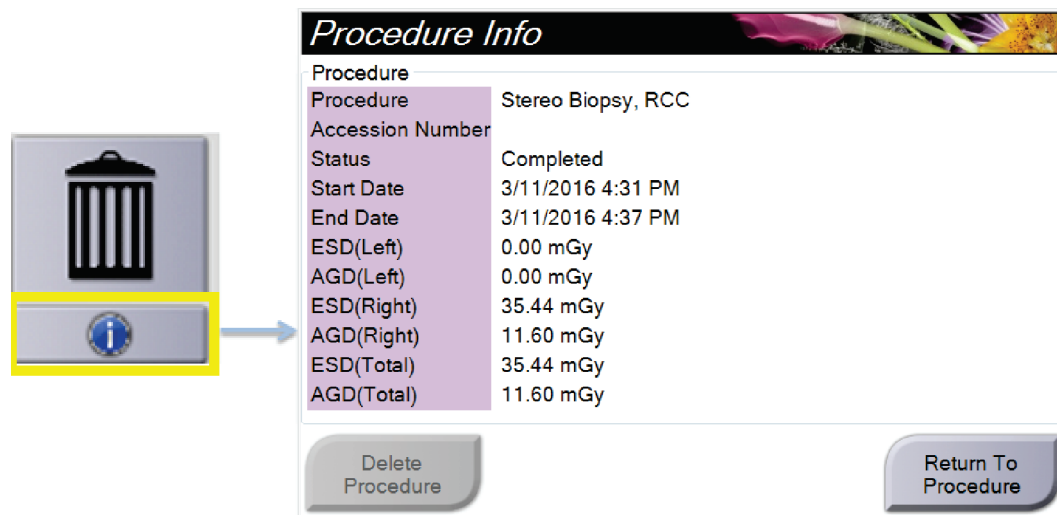 Procedure Info
Procedure
Procedure Stereo Biopsy, RCC
Accession Number
Status Completed
Start Date 3/11/2016 4:31 PM
End Date 3/11/2016 4:37 PM
ESD(Left) 0.00 mGy
AGD(Left) 0.00 mGy
ESD(Right) 35.44 mGy
AGD(Right) 11.60 mGy
ESD(Total) 35.44 mGy
AGD(Total) 11.60 mGy
Delete
Procedure
Return To
Procedure